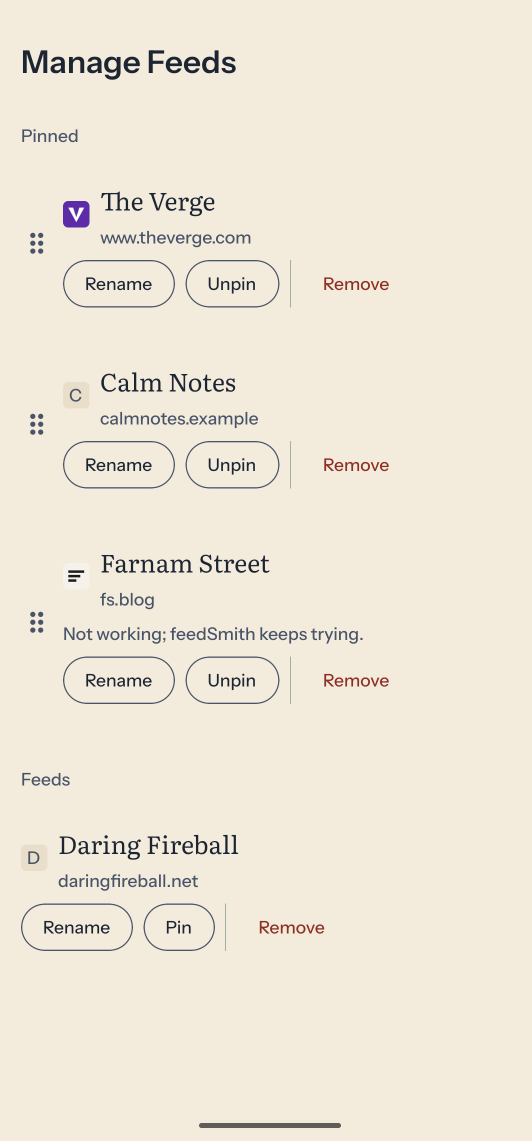 Manage Feeds
Pinned
V
The Verge
www.theverge.com
Rename Unpin Remove
C
Calm Notes
calmnotes.example
Rename Unpin Remove
Farnam Street
fs.blog
Not working; feedSmith keeps trying.
Rename Unpin Remove
Feeds
D
Daring Fireball
daringfireball.net
Rename Pin Remove